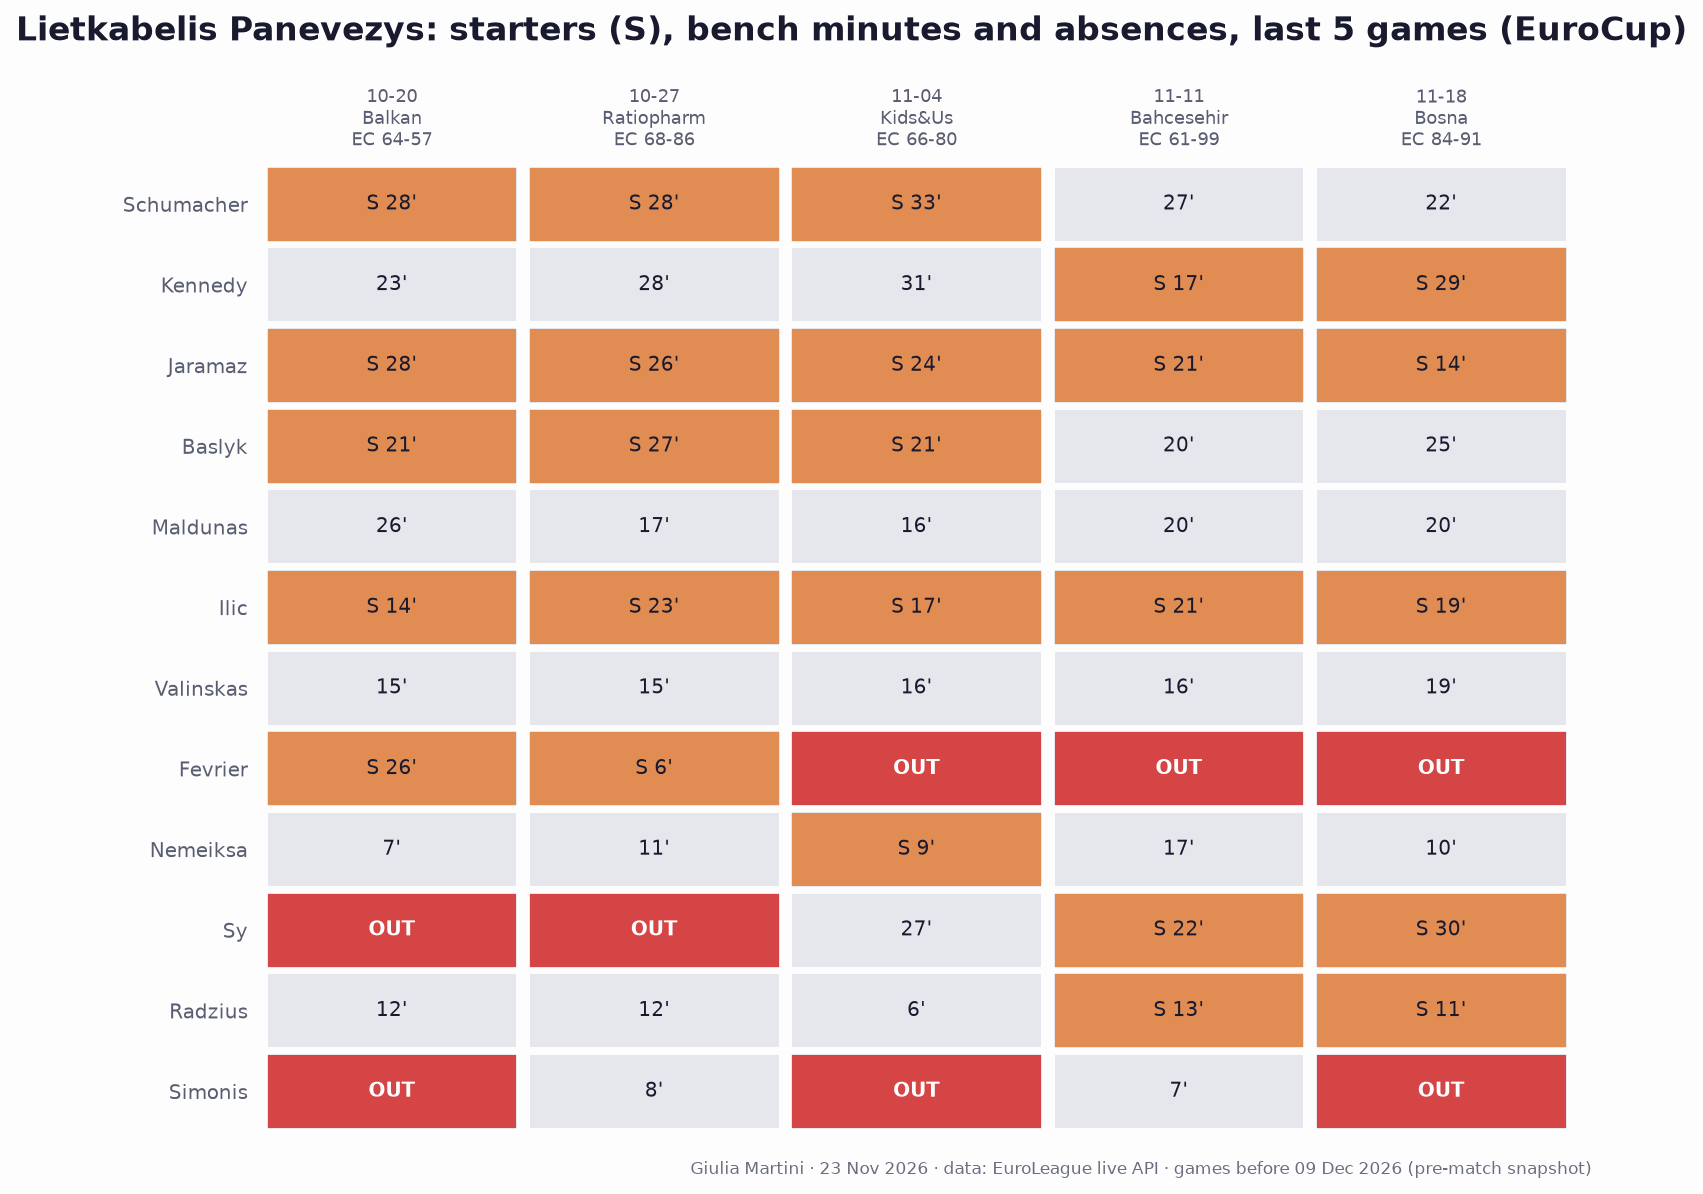 Lietkabelis Panevezys: starters (S), bench minutes and absences, last 5 games (EuroCup)
10-20 10-27 11-04 11-11 11-18
Balkan Ratiopharm Kids&Us Bahcesehir Bosna
EC 64-57 EC 68-86 EC 66-80 EC 61-99 EC 84-91
Schumacher S 28' S 28' S 33' 27' 22'
Kennedy 23' 28' 31' S 17' S 29'
Jaramaz S 28' S 26' S 24' S 21' S 14'
Baslyk S 21' S 27' S 21' 20' 25'
Maldunas 26' 17' 16' 20' 20'
Ilic S 14' S 23' S 17' S 21' S 19'
Valinskas 15' 15' 16' 16' 19'
Fevrier S 26' S 6' OUT OUT OUT
Nemeiksa 7' 11' S 9' 17' 10'
Sy OUT OUT 27' S 22' S 30'
Radzius 12' 12' 6' S 13' S 11'
Simonis OUT 8' OUT 7' OUT
Giulia Martini · 23 Nov 2026 · data: EuroLeague live API · games before 09 Dec 2026 (pre-match snapshot)